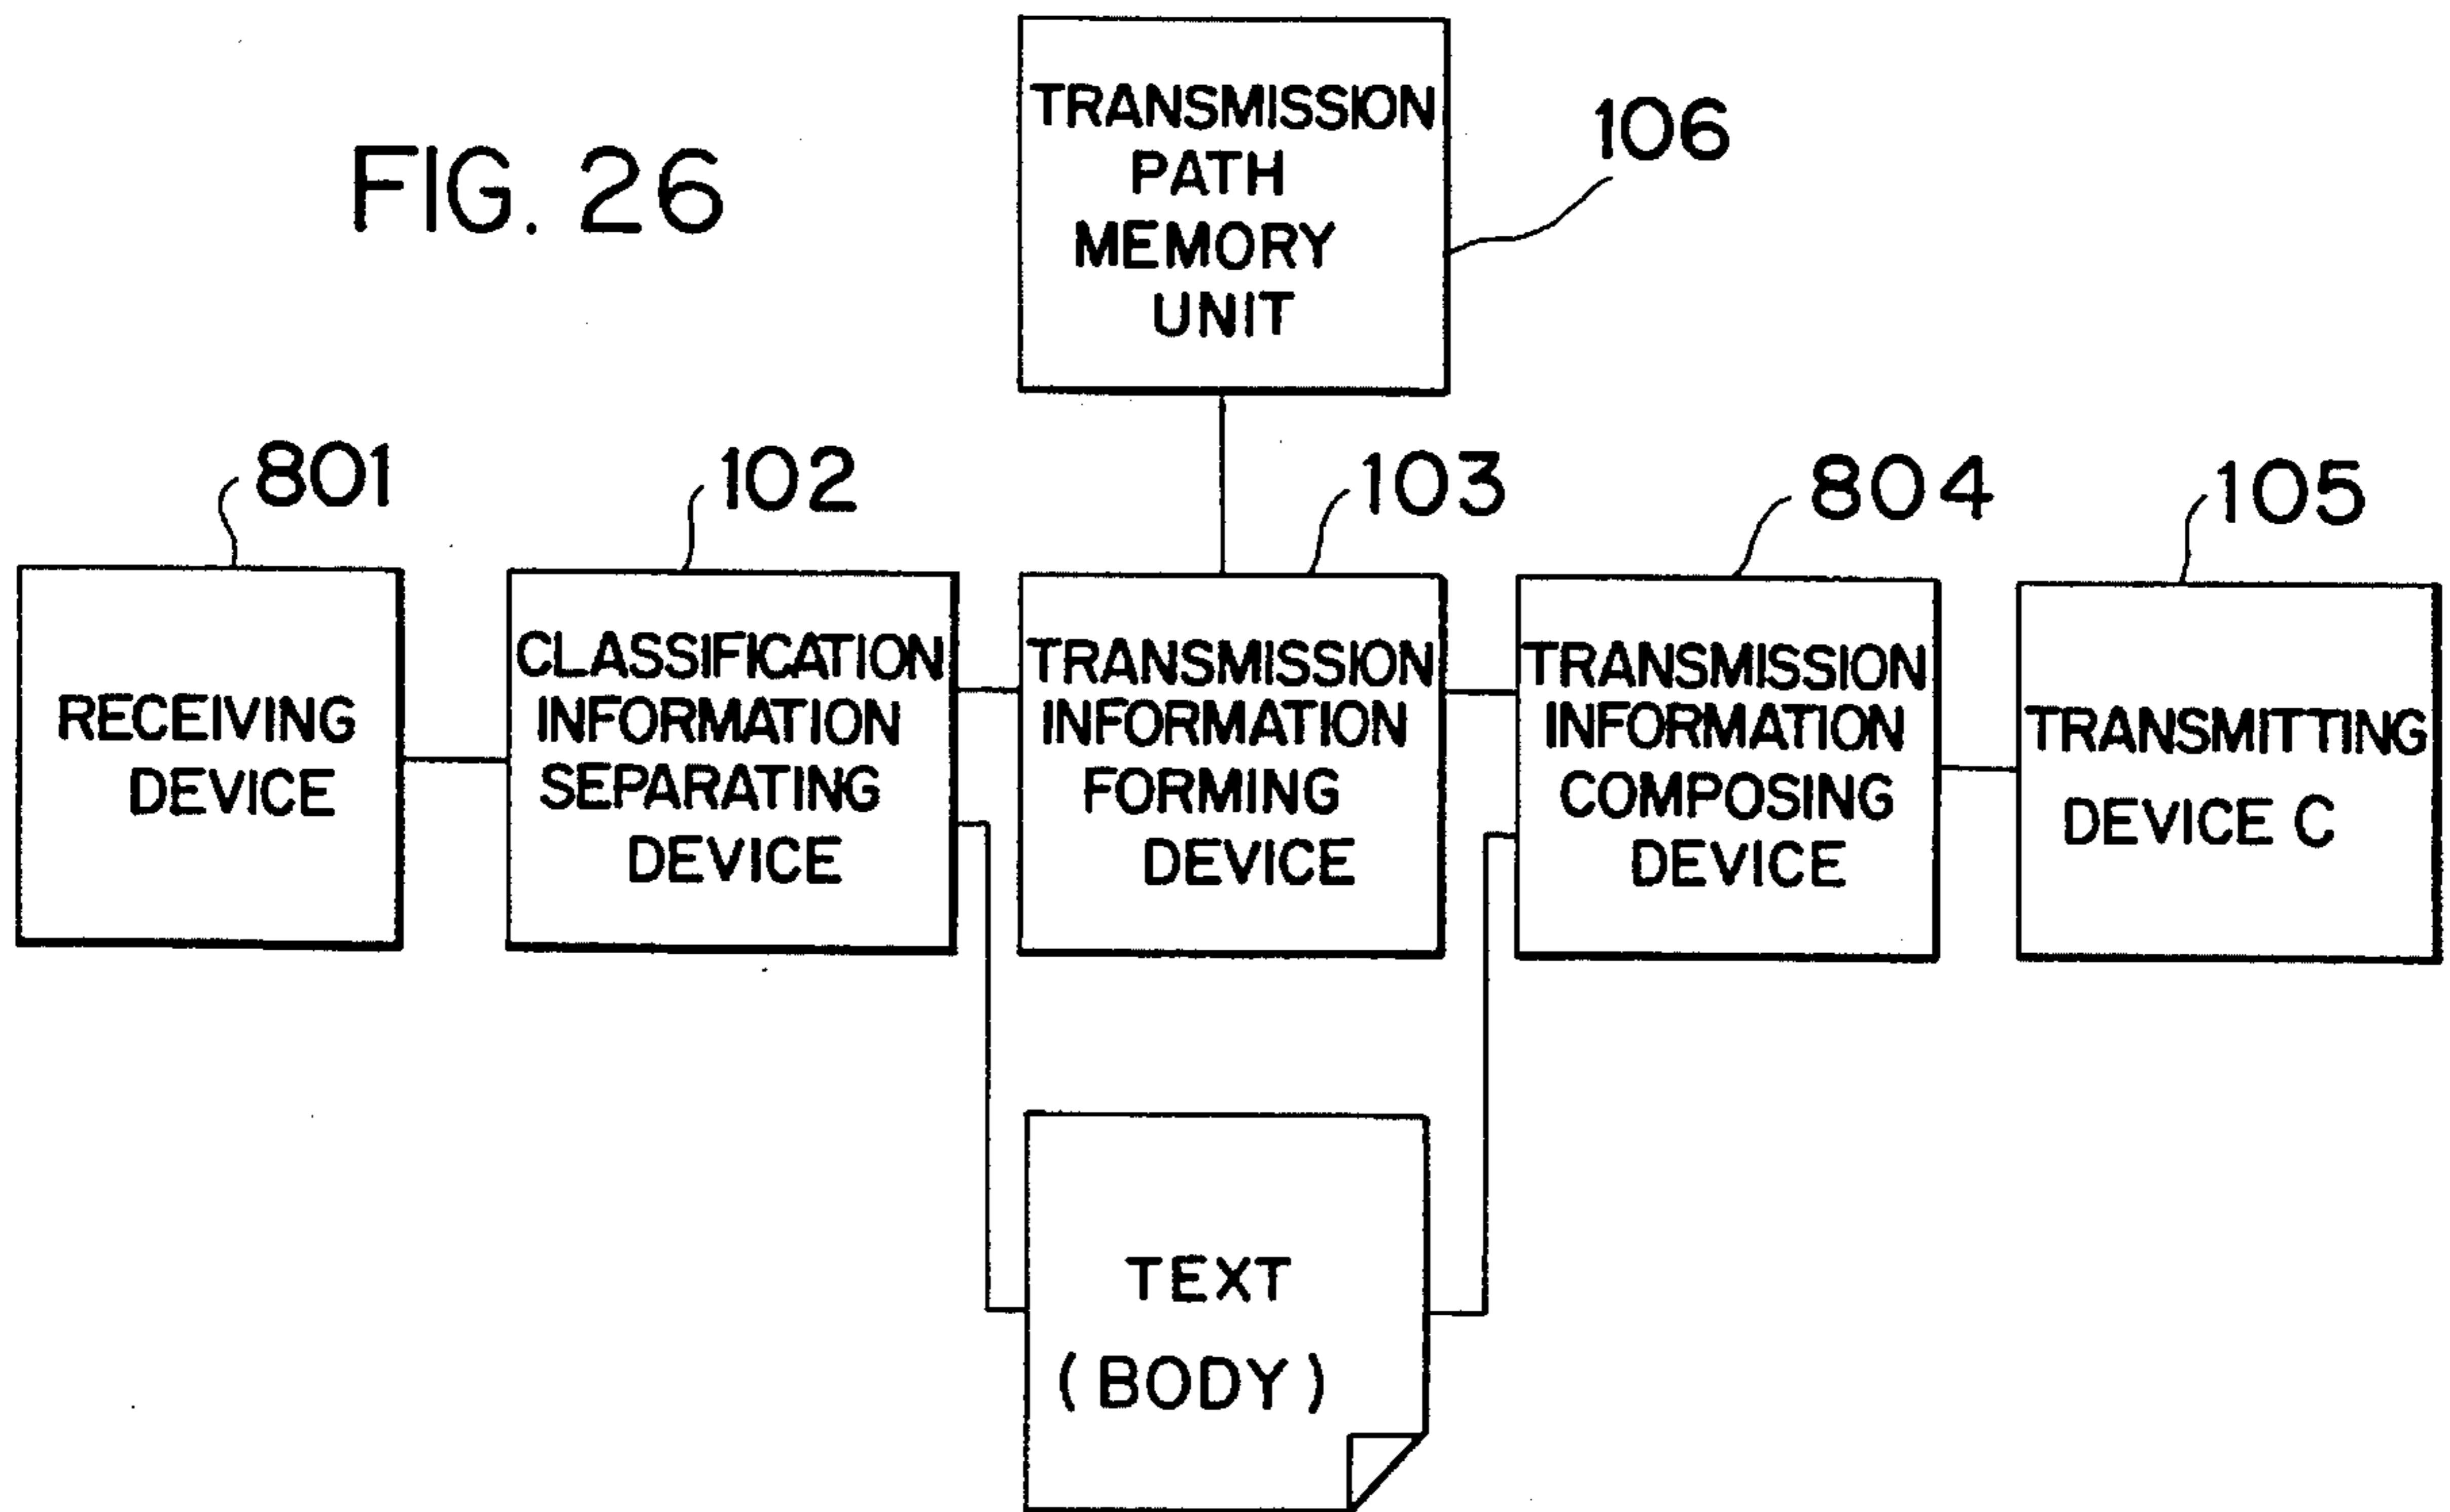 FIG. 26
TRANSMISSION
PATH
MEMORY
UNIT
106
801
102
103
804
105
RECEIVING
DEVICE
CLASSIFICATION
INFORMATION
SEPARATING
DEVICE
TRANSMISSION
INFORMATION
FORMING
DEVICE
TRANSMISSION
INFORMATION
COMPOSING
DEVICE
TRANSMITTING
DEVICE C
TEXT
(BODY)